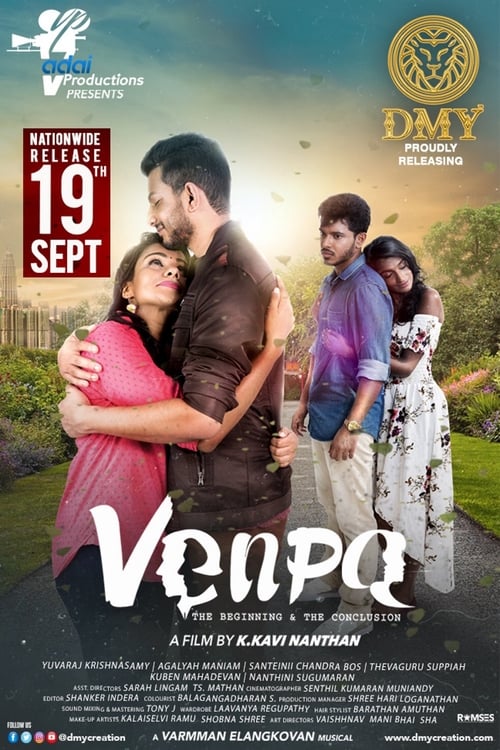 adai
Productions
PRESENTS
DMY
PROUDLY
RELEASING
NATIONWIDE
RELEASE
19TH
SEPT
Venpa
THE BEGINNING & THE CONCLUSION
A FILM BY K.KAVI NANTHAN
YUVARAJ KRISHNASAMY | AGALYAH MANIAM | SANTEINII CHANDRA BOS | THEVAGURU SUPPIAH
KUBEN MAHADEVAN | NANTHINI SUGUMARAN
ASST. DIRECTORS SARAH LINGAM TS. MATHAN CINEMATOGRAPHER SENTHIL KUMARAN MUNIANDY
EDITOR SHANKER INDERA COLOURIST BALAGANGADHARAN S. PRODUCTION MANAGER SHREE HARI LOGANATHAN
SOUND MIXING & MASTERING TONY J WARDROBE LAAVANYA REGUPATHY HAIR STYLIST BARATHAN AMUTHAN
MAKE-UP ARTISTS KALAISELVI RAMU SHOBNA SHREE ART DIRECTORS VAISHHNAV MANI BHAI SHA
FOLLOW US
@dmycreation
A VARMMAN ELANGKOVAN MUSICAL
RAMSES
www.dmycreation.com